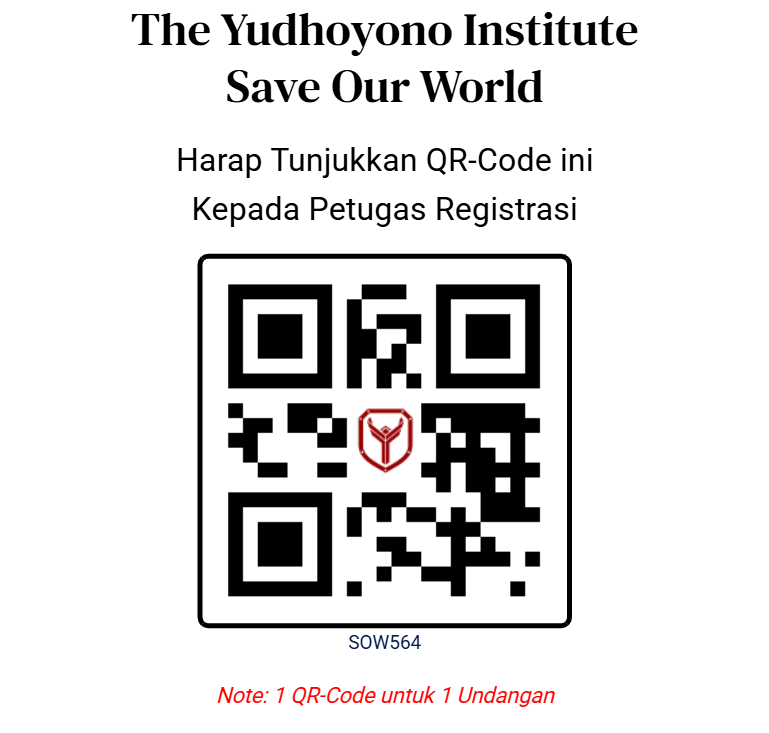 The Yudhoyono Institute
Save Our World
Harap Tunjukkan QR-Code ini
Kepada Petugas Registrasi
SOW564
Note: 1 QR-Code untuk 1 Undangan